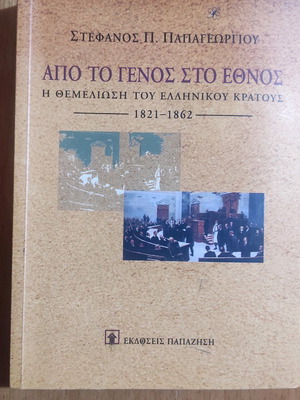 ΣΤΕΦΑΝΟΣ Π. ΠΑΠΑΓΕΩΡΓΙΟΥ
ΑΠΟ ΤΟ ΓΕΝΟΣ ΣΤΟ ΕΘΝΟΣ
Η ΘΕΜΕΛΙΩΣΗ ΤΟΥ ΕΛΛΗΝΙΚΟΥ ΚΡΑΤΟΥΣ
1821–1862
ΕΚΔΟΣΕΙΣ ΠΑΠΑΖΗΣΗ